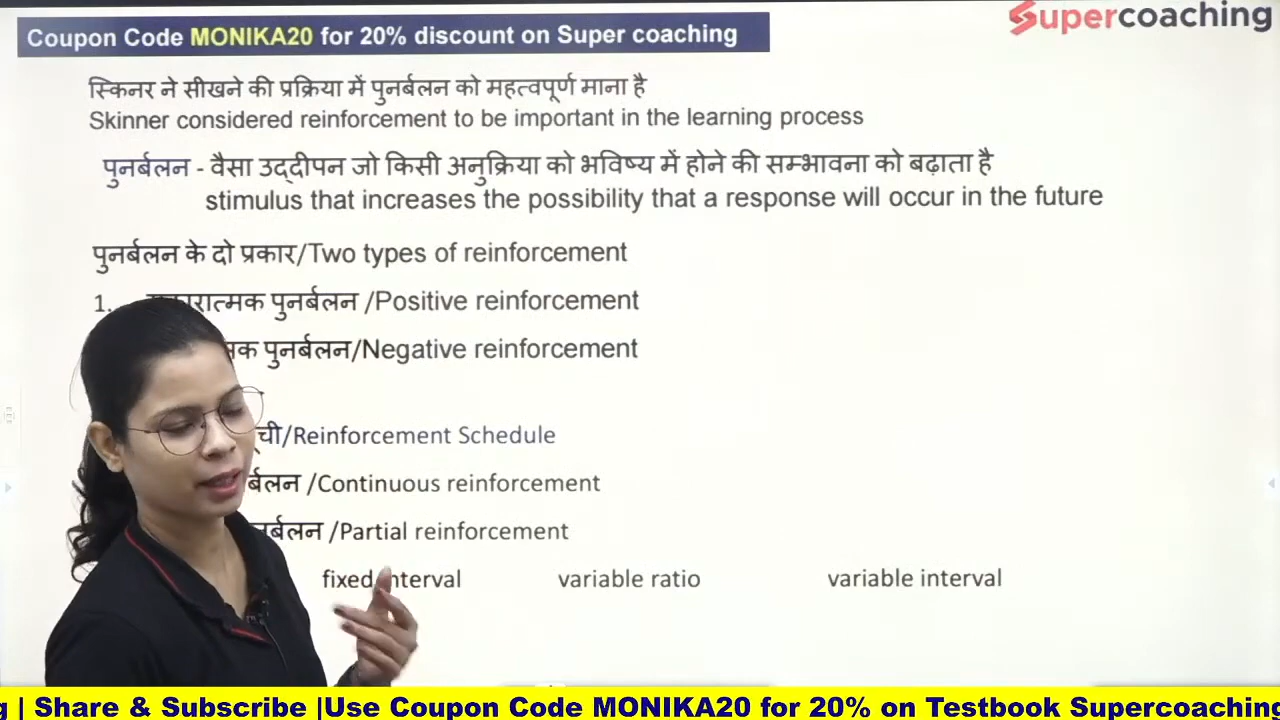 Coupon Code MONIKA20 for 20% discount on Super coaching
Supercoaching
स्किनर ने सीखने की प्रक्रिया में पुनर्बलन को महत्वपूर्ण माना है
Skinner considered reinforcement to be important in the learning process
पुनर्बलन - वैसा उद्दीपन जो किसी अनुक्रिया को भविष्य में होने की सम्भावना को बढ़ाता है
stimulus that increases the possibility that a response will occur in the future
पुनर्बलन के दो प्रकार/Two types of reinforcement
1. पुनर्बलन /Positive reinforcement
पुनर्बलन/Negative reinforcement
/Reinforcement Schedule
/Continuous reinforcement
/Partial reinforcement
fixed interval variable ratio variable interval
| Share & Subscribe |Use Coupon Code MONIKA20 for 20% on Testbook Supercoaching